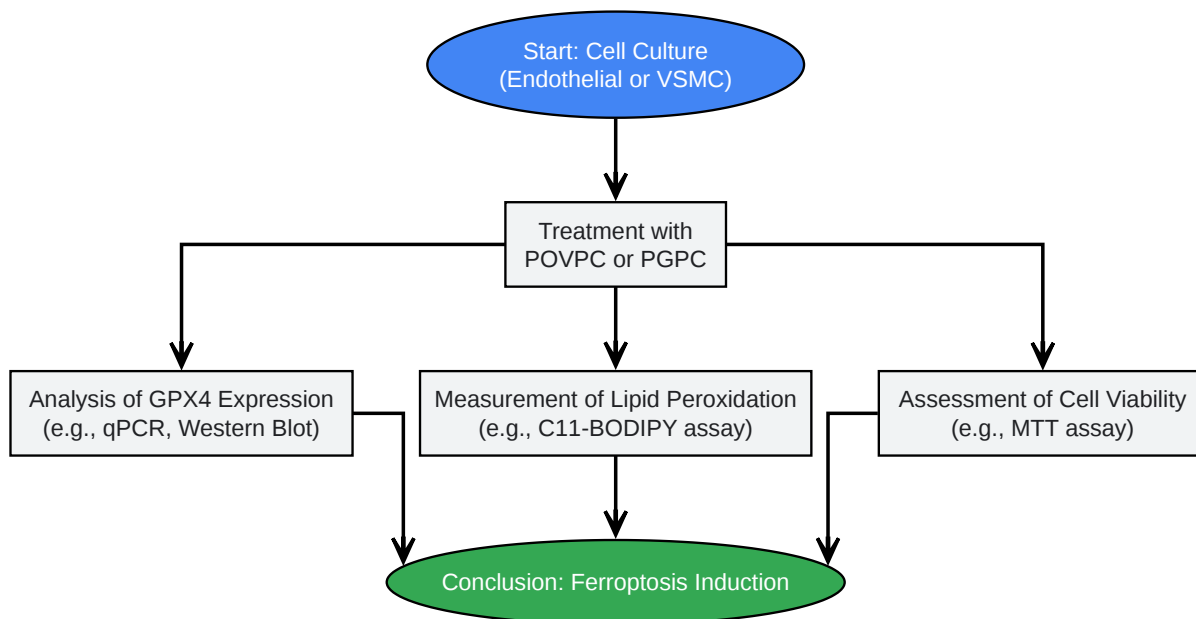 Start: Cell Culture
(Endothelial or VSMC)
Treatment with
POVPC or PGPC
Analysis of GPX4 Expression
(e.g., qPCR, Western Blot)
Measurement of Lipid Peroxidation
(e.g., C11-BODIPY assay)
Assessment of Cell Viability
(e.g., MTT assay)
Conclusion: Ferroptosis Induction